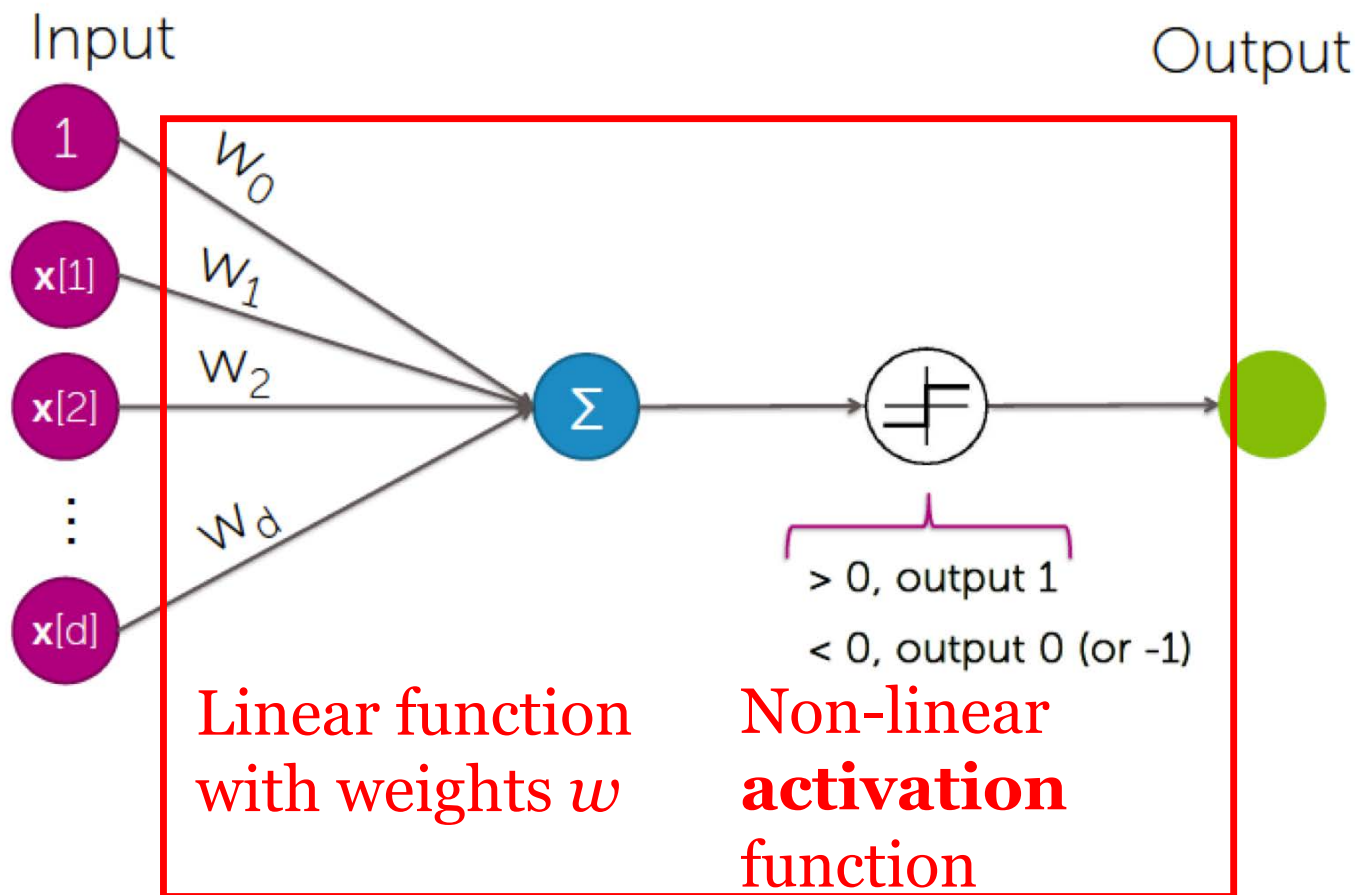 Input
Output
1
W0
x[1]
W1
x[2]
W2
Σ
⋮
Wd
x[d]
> 0, output 1
< 0, output 0 (or -1)
Linear function
with weights w
Non-linear
activation
function